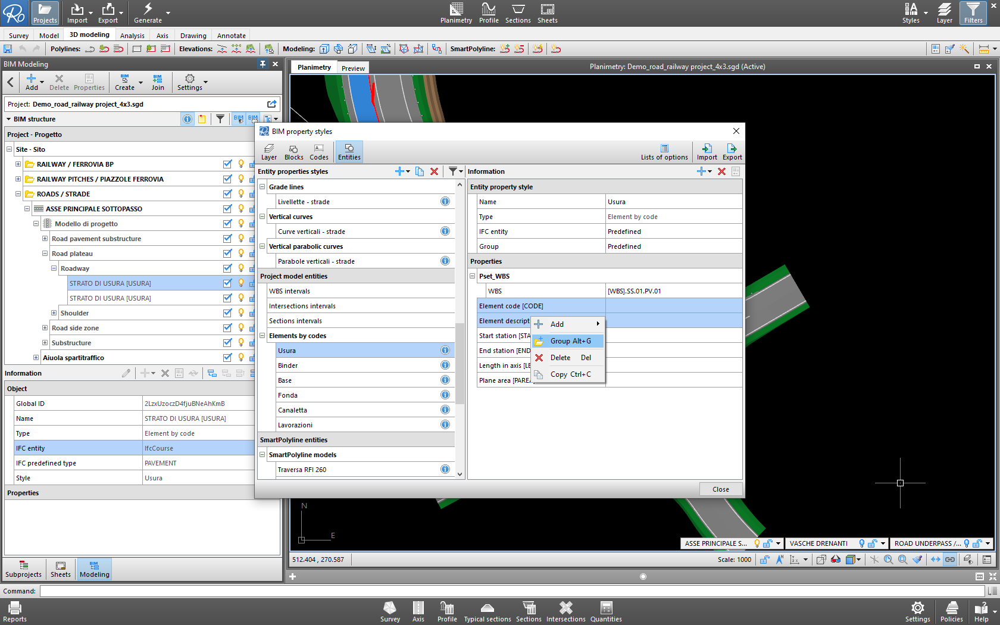 Ro Projects Import Export Generate Planimetry Profile Sections Sheets Styles Layer Filters
Survey Model 3D modeling Analysis Axis Drawing Annotate
Polylines: Elevations: Modeling: SmartPolyline:
BIM Modeling
Add Delete Properties Create Join Settings
Project: Demo_road_railway project_4x3.sgd
BIM structure
Project - Progetto
Site - Sito
RAILWAY / FERROVIA BP
RAILWAY PITCHES / PIAZZOLE FERROVIA
ROADS / STRADE
ASSE PRINCIPALE SOTTOPASSO
Modello di progetto
Road pavement substructure
Road plateau
Roadway
STRATO DI USURA [USURA]
STRATO DI USURA [USURA]
Shoulder
Road side zone
Substructure
Aiuola spartitraffico
Information
Object
Global ID 2LzxUzoczD4fjuBNeAhKmB
Name STRATO DI USURA [USURA]
Type Element by code
IFC entity IfcCourse
IFC predefined type PAVEMENT
Style Usura
Properties
Subprojects Sheets Modeling
Planimetry Preview Planimetry: Demo_road_railway project_4x3.sgd (Active)
BIM property styles
Layer Blocks Codes Entities Lists of options Import Export
Entity properties styles
Grade lines
Livellette - strade
Vertical curves
Curve verticali - strade
Vertical parabolic curves
Parabole verticali - strade
Project model entities
WBS intervals
Intersections intervals
Sections intervals
Elements by codes
Usura
Binder
Base
Fonda
Canaletta
Lavorazioni
SmartPolyline entities
SmartPolyline models
Traversa RFI 260
Information
Entity property style
Name Usura
Type Element by code
IFC entity Predefined
Group Predefined
Properties
Pset_WBS
WBS [WBS].SS.01.PV.01
Element code [CODE]
Element descript
Start station [STA
End station [END
Length in axis [LE
Plane area [PAREA
Add
Group Alt+G
Delete Del
Copy Ctrl+C
Close
N
E
ASSE PRINCIPALE S... VASCHE DRENANTI ROAD UNDERPASS /...
512.404 , 270.587 Scale: 1000
Command:
Reports Survey Axis Profile Typical sections Sections Intersections Quantities Settings Policies Help